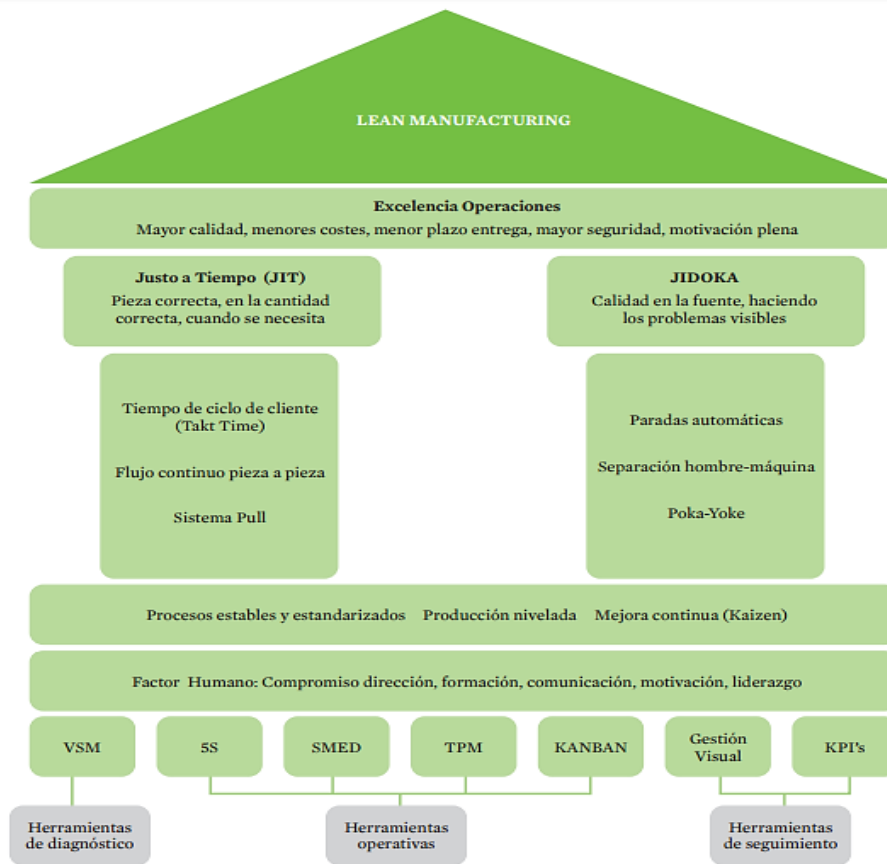 LEAN MANUFACTURING
Excelencia Operaciones
Mayor calidad, menores costes, menor plazo entrega, mayor seguridad, motivación plena
Justo a Tiempo (JIT)
Pieza correcta, en la cantidad
correcta, cuando se necesita
JIDOKA
Calidad en la fuente, haciendo
los problemas visibles
Tiempo de ciclo de cliente
(Takt Time)
Flujo continuo pieza a pieza
Sistema Pull
Paradas automáticas
Separación hombre-máquina
Poka-Yoke
Procesos estables y estandarizados Producción nivelada Mejora continua (Kaizen)
Factor Humano: Compromiso dirección, formación, comunicación, motivación, liderazgo
VSM
5S
SMED
TPM
KANBAN
Gestión
Visual
KPI's
Herramientas
de diagnóstico
Herramientas
operativas
Herramientas
de seguimiento